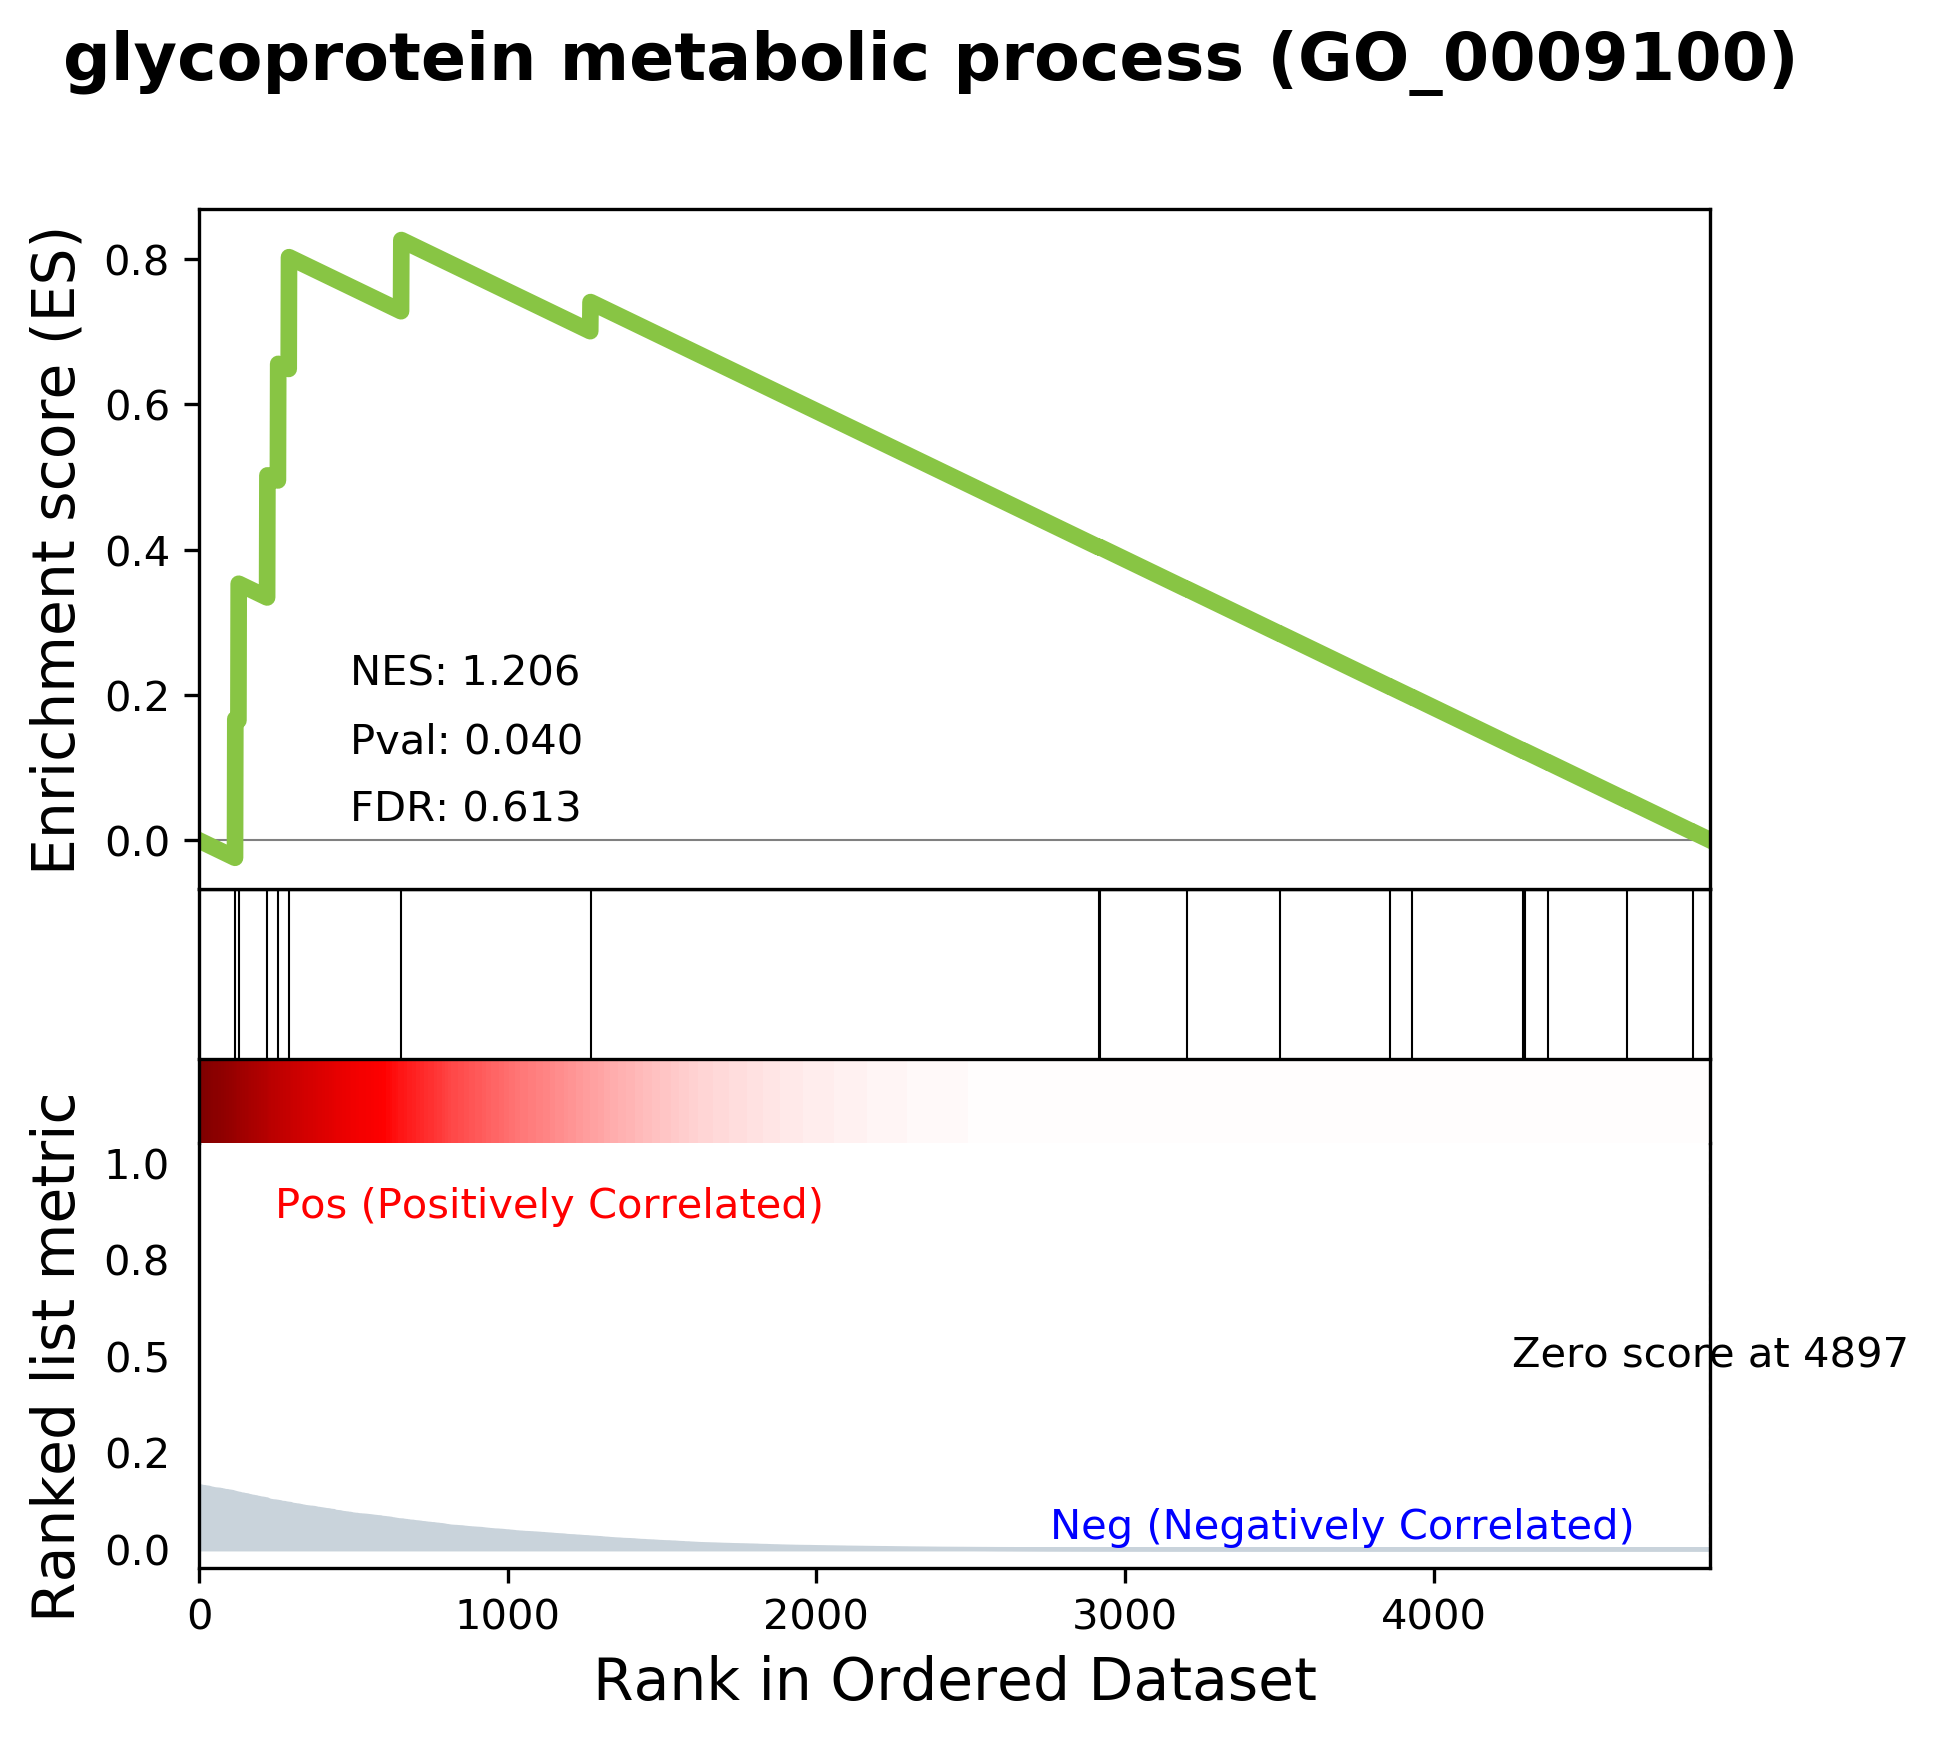 glycoprotein metabolic process (GO_0009100)
Enrichment score (ES)
0.8
0.6
0.4
0.2
0.0
NES: 1.206
Pval: 0.040
FDR: 0.613
Ranked list metric
1.0
0.8
0.5
0.2
0.0
Pos (Positively Correlated)
Zero score at 4897
Neg (Negatively Correlated)
0 1000 2000 3000 4000
Rank in Ordered Dataset